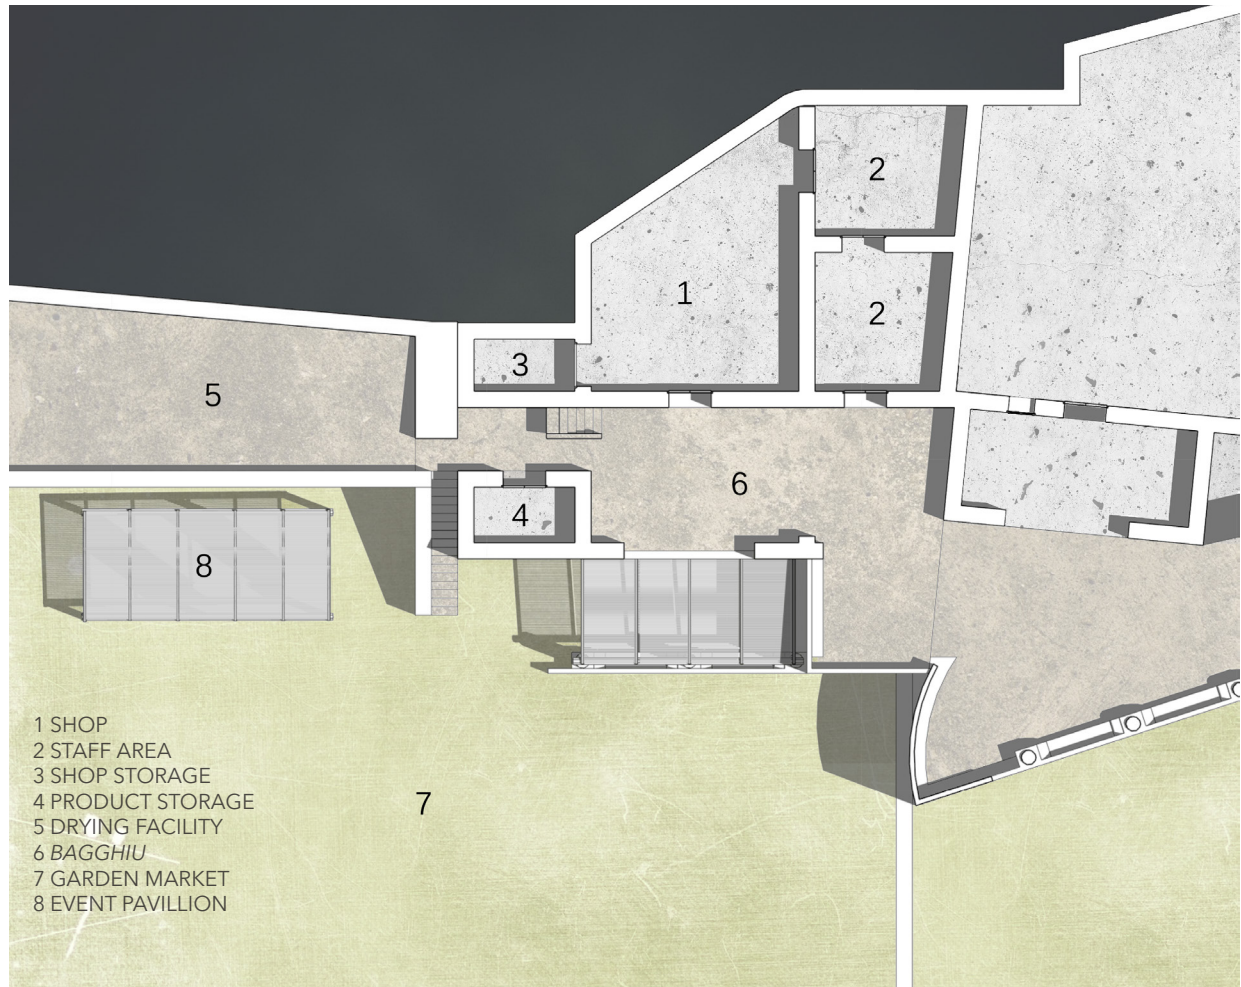 2
2
1
3
5
6
4
8
7
1 SHOP
2 STAFF AREA
3 SHOP STORAGE
4 PRODUCT STORAGE
5 DRYING FACILITY
6 BAGGHIU
7 GARDEN MARKET
8 EVENT PAVILLION